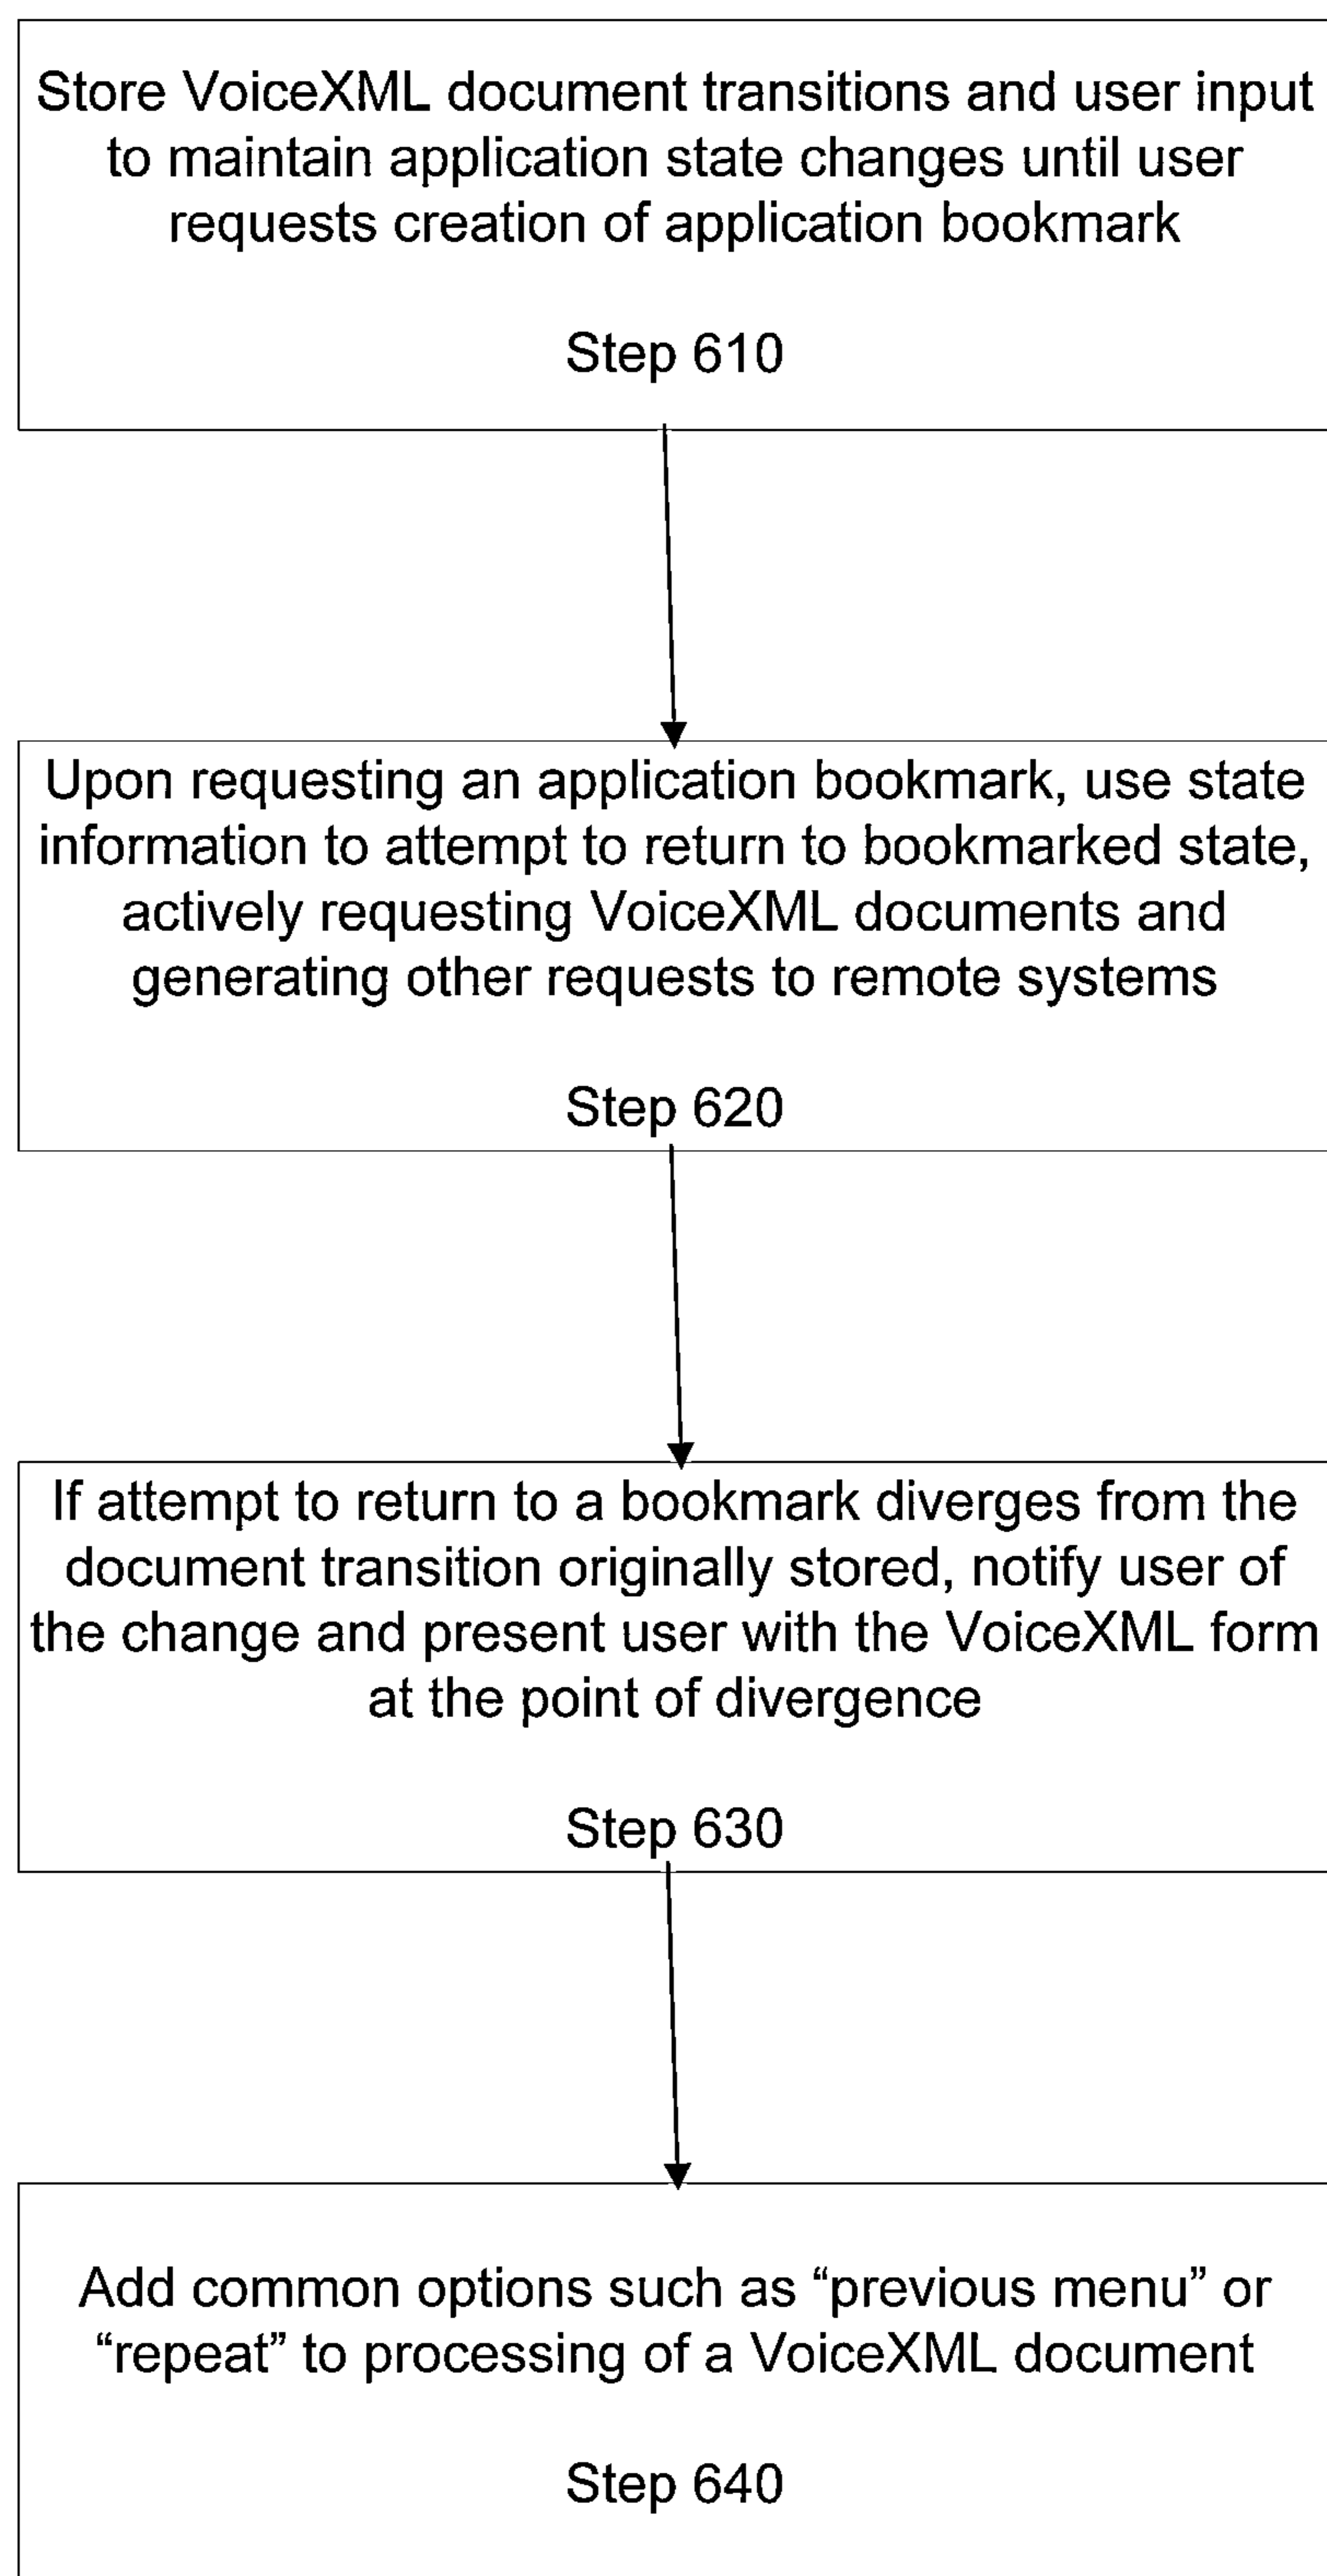 Store VoiceXML document transitions and user input
to maintain application state changes until user
requests creation of application bookmark
Step 610
Upon requesting an application bookmark, use state
information to attempt to return to bookmarked state,
actively requesting VoiceXML documents and
generating other requests to remote systems
Step 620
If attempt to return to a bookmark diverges from the
document transition originally stored, notify user of
the change and present user with the VoiceXML form
at the point of divergence
Step 630
Add common options such as “previous menu” or
“repeat” to processing of a VoiceXML document
Step 640